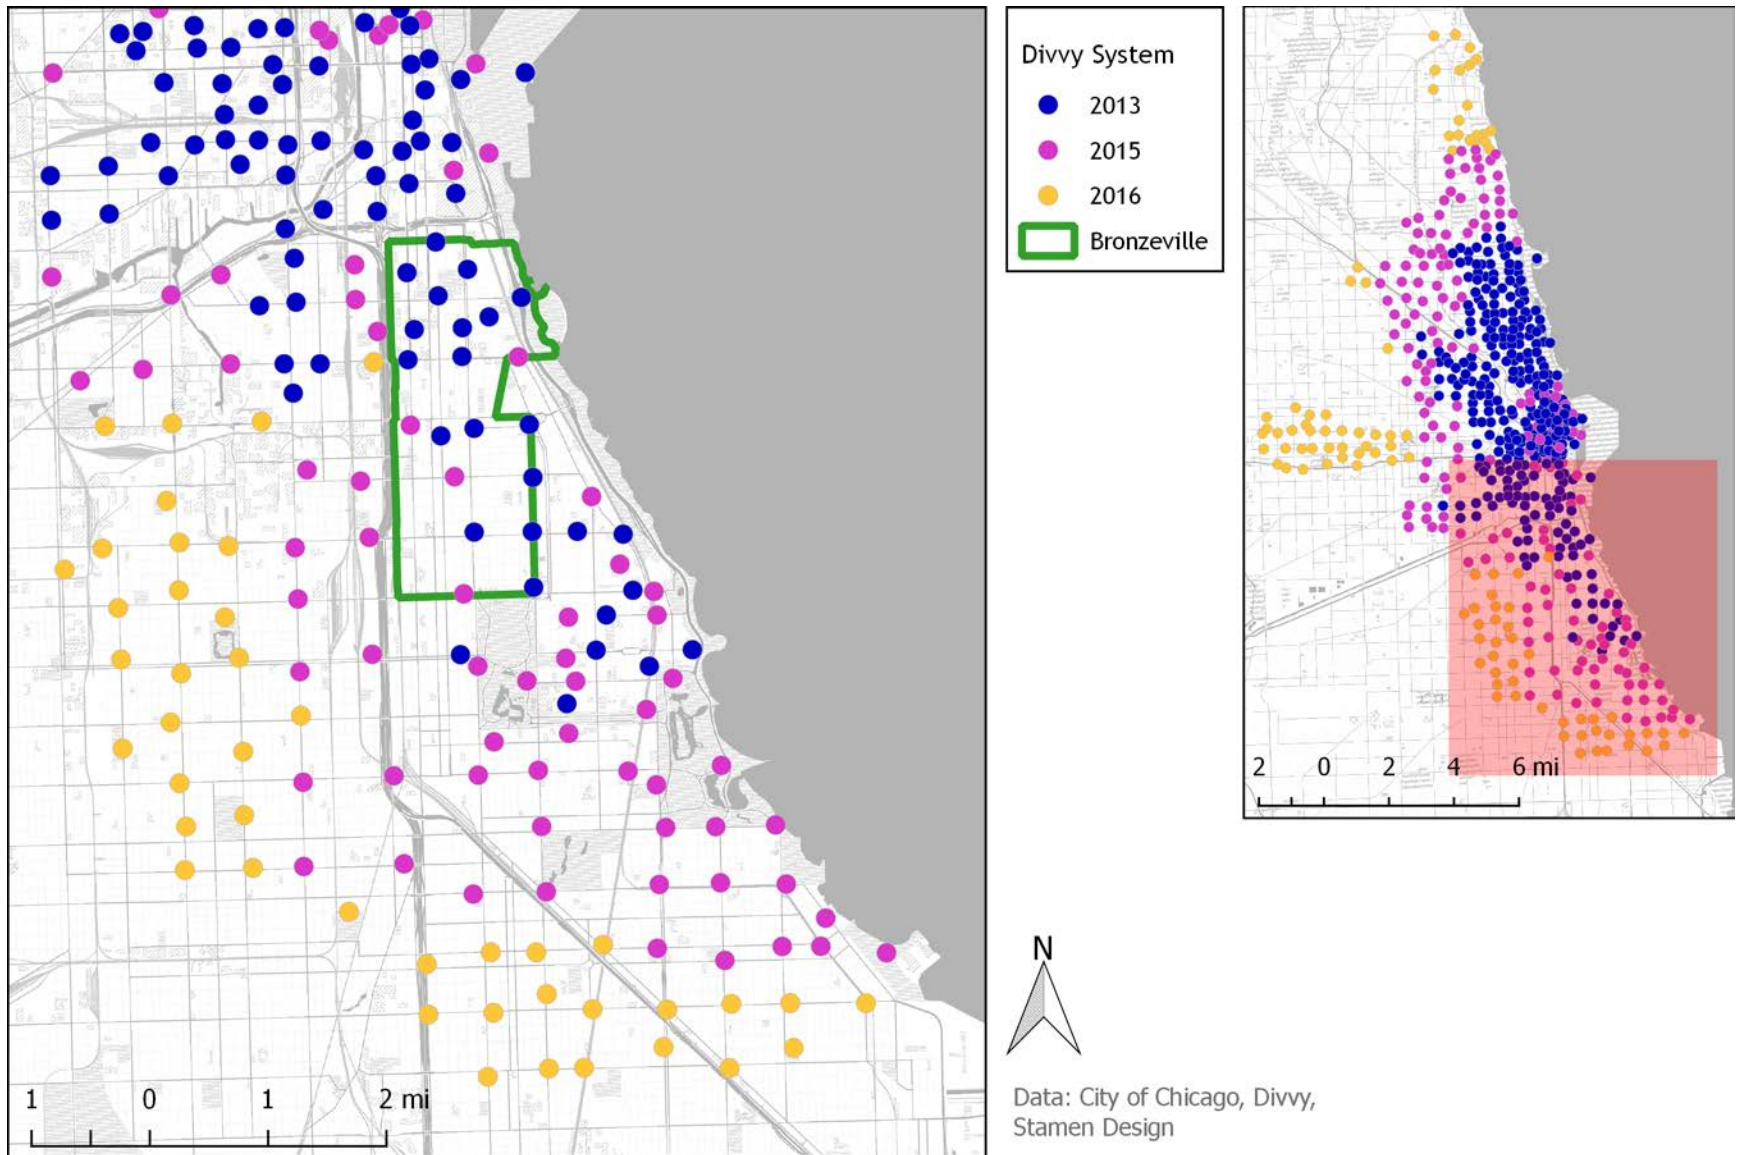 Divvy System
2013
2015
2016
Bronzeville
1 0 1 2 mi
2 0 2 4 6 mi
N
Data: City of Chicago, Divvy,
Stamen Design